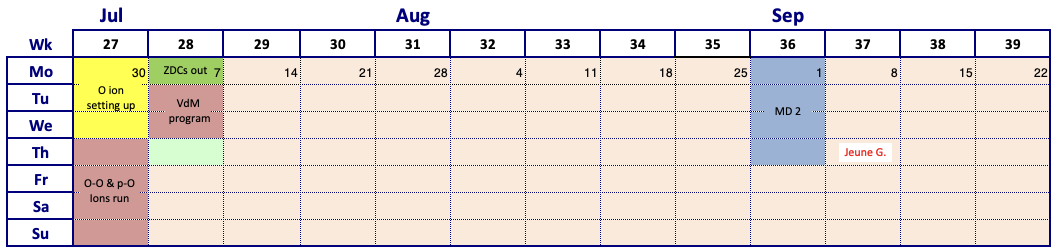 Jul Aug Sep
Wk 27 28 29 30 31 32 33 34 35 36 37 38 39
Mo 30 ZDCs out 7 14 21 28 4 11 18 25 1 8 15 22
Tu O ion setting up VdM program
We MD 2
Th Jeune G.
Fr O-O & p-O
Sa Ions run
Su